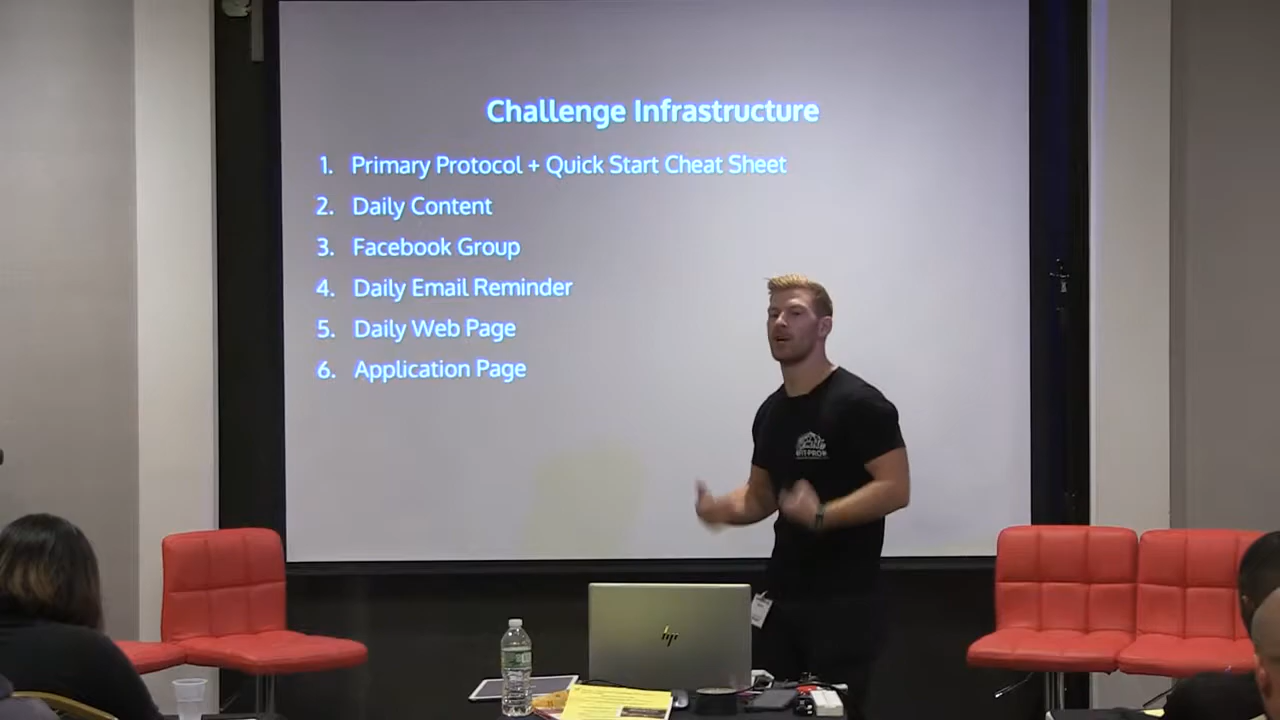 Challenge Infrastructure
1. Primary Protocol + Quick Start Cheat Sheet
2. Daily Content
3. Facebook Group
4. Daily Email Reminder
5. Daily Web Page
6. Application Page
hp